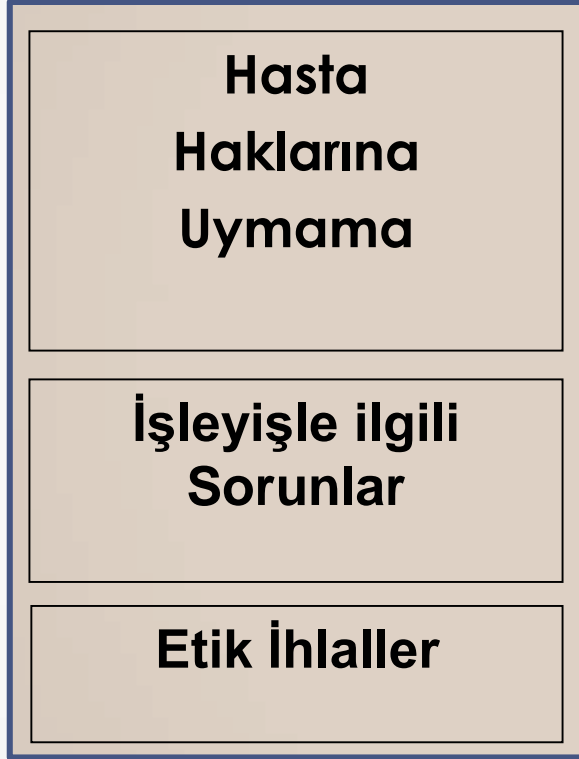 Hasta
Haklarına
Uymama
İşleyişle ilgili
Sorunlar
Etik İhlaller